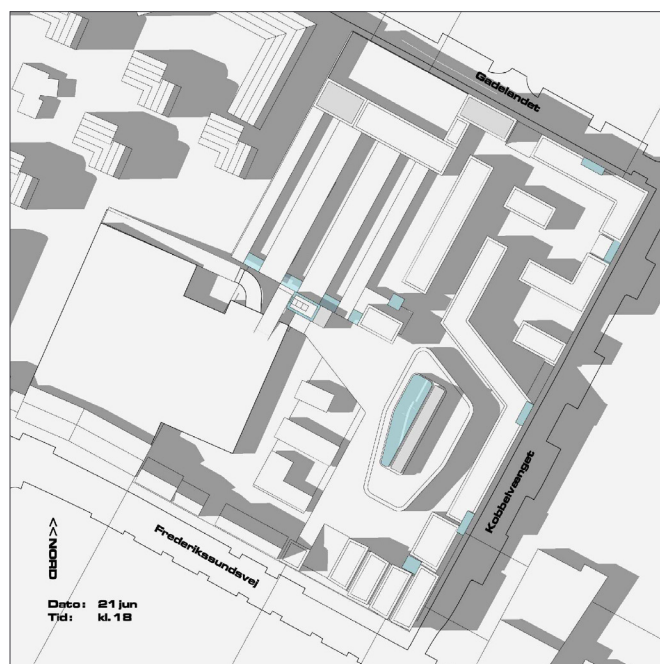 Gadelandet
Kobbelvænget
Frederikssundsvej
<< NORD
Dato: 21 jun
Tid: kl. 18